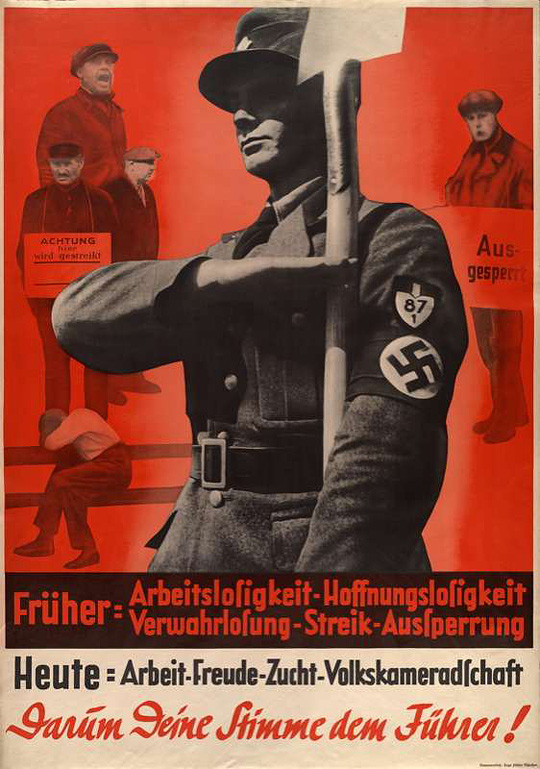 ACHTUNG
hier
wird gestreikt
Aus-
gesperrt
87
1
Früher = Arbeitsloſigkeit-Hoffnungsloſigkeit
Verwahrloſung-Streik-Ausſperrung
Heute = Arbeit-Freude-Zucht-Volkskameradſchaft
Darum Deine Stimme dem Führer!